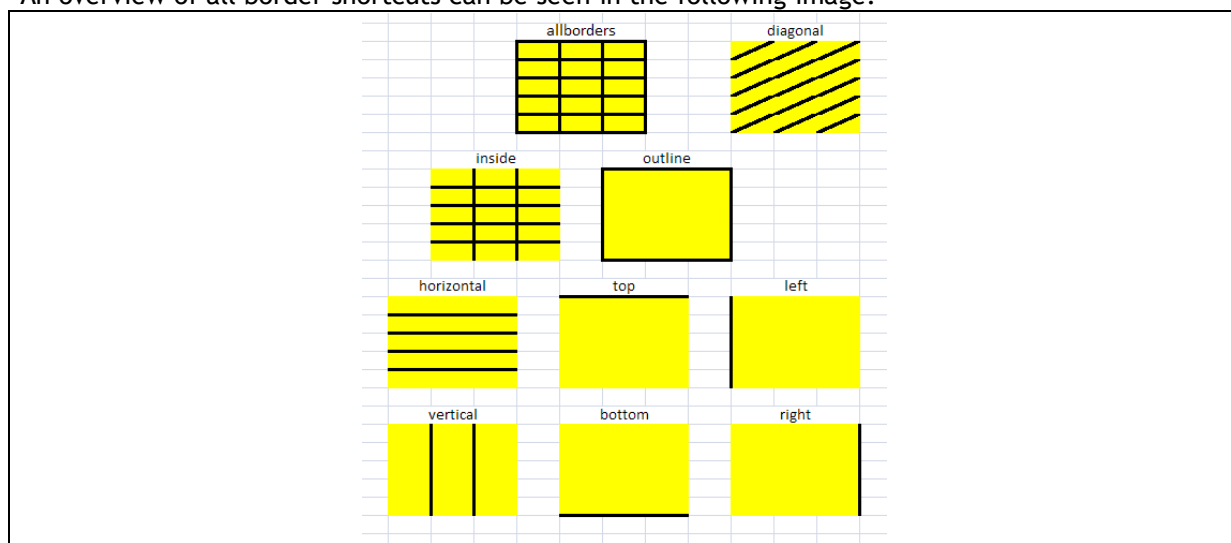 An overview of all border shortcuts can be seen in the following image:
allborders diagonal
inside outline
horizontal top left
vertical bottom right